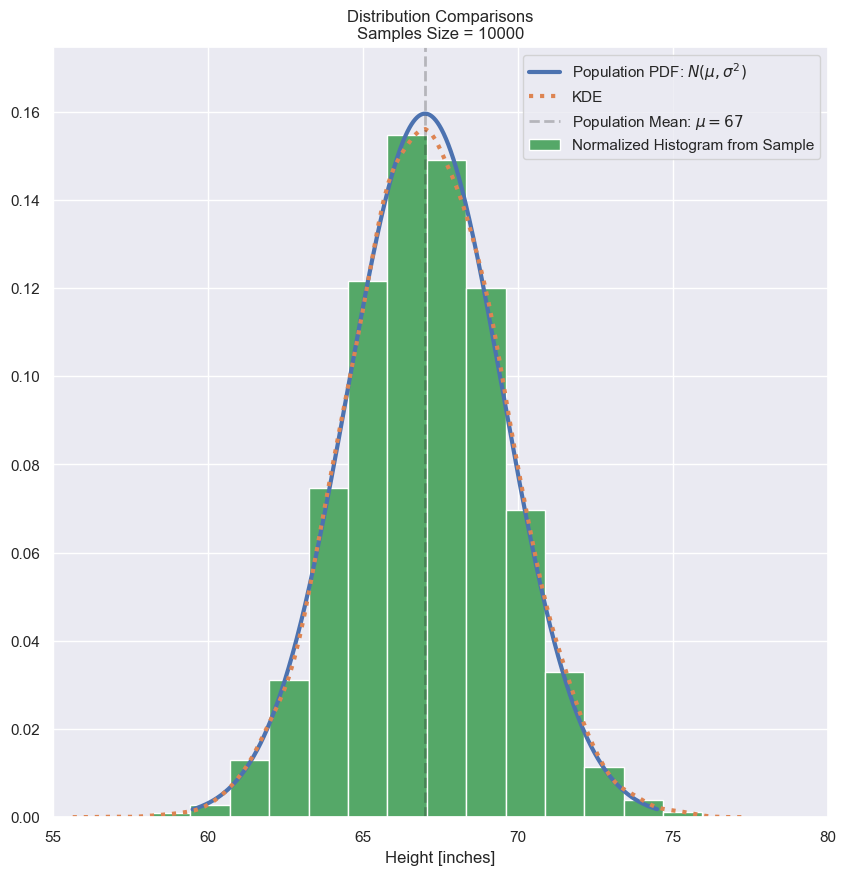 Distribution Comparisons
Samples Size = 10000
Population PDF: N(μ, σ²)
KDE
Population Mean: μ = 67
Normalized Histogram from Sample
0.16
0.14
0.12
0.10
0.08
0.06
0.04
0.02
0.00
55 60 65 70 75 80
Height [inches]